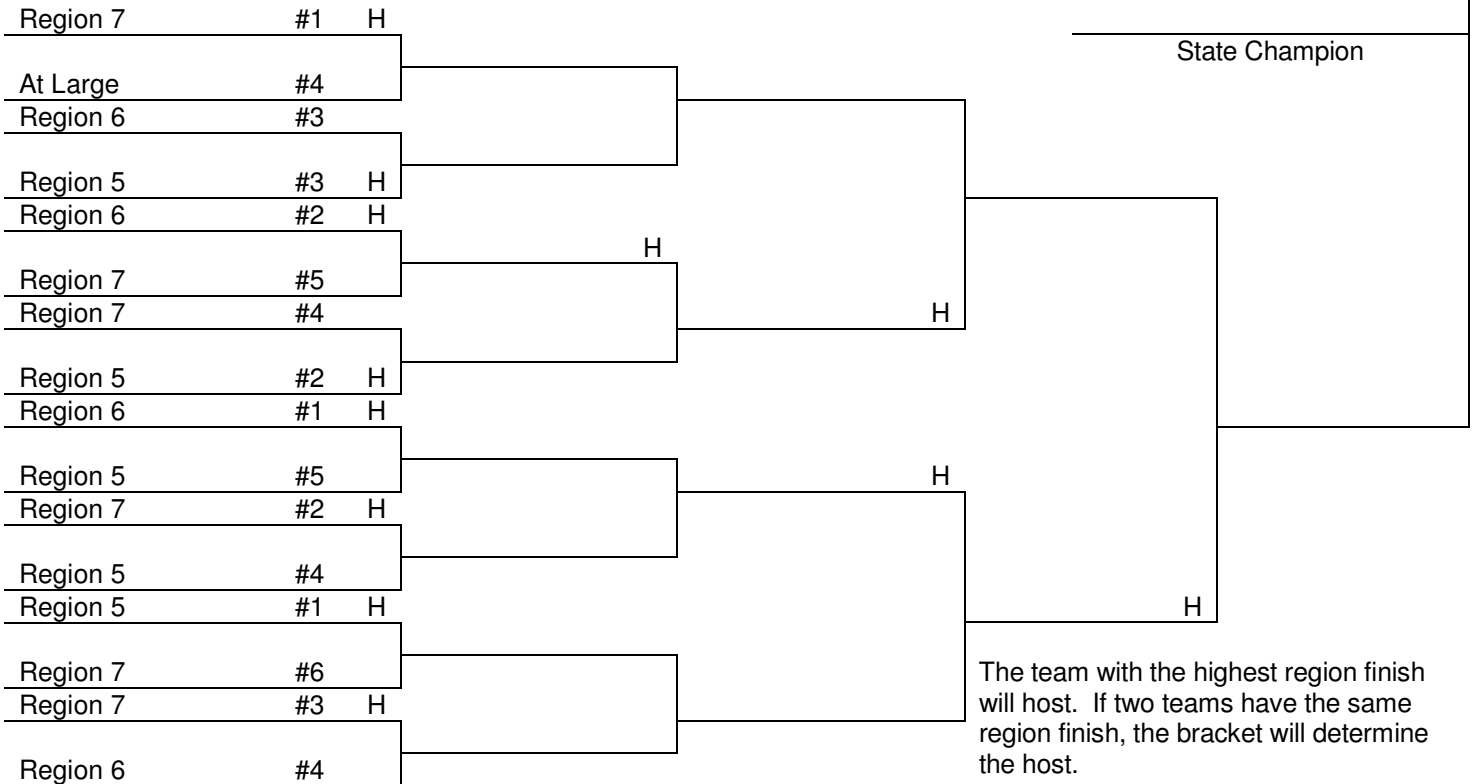 Region 7 #1 H
State Champion
At Large #4
Region 6 #3
Region 5 #3 H
Region 6 #2 H
H
Region 7 #5
Region 7 #4
H
Region 5 #2 H
Region 6 #1 H
Region 5 #5
H
Region 7 #2 H
Region 5 #4
Region 5 #1 H
H
Region 7 #6
Region 7 #3 H
Region 6 #4
The team with the highest region finish
will host. If two teams have the same
region finish, the bracket will determine
the host.